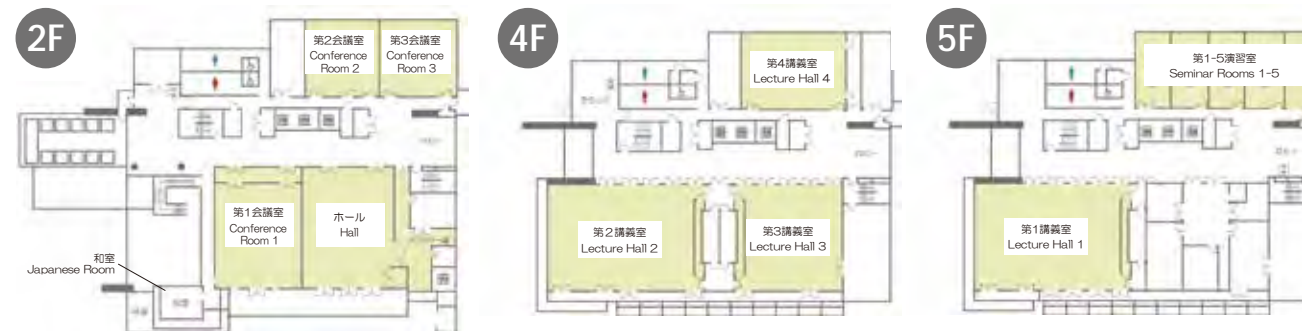 2F
第2会議室
Conference
Room 2
第3会議室
Conference
Room 3
第1会議室
Conference
Room 1
ホール
Hall
和室
Japanese Room
4F
第4講義室
Lecture Hall 4
第2講義室
Lecture Hall 2
第3講義室
Lecture Hall 3
5F
第1-5演習室
Seminar Rooms 1-5
第1講義室
Lecture Hall 1